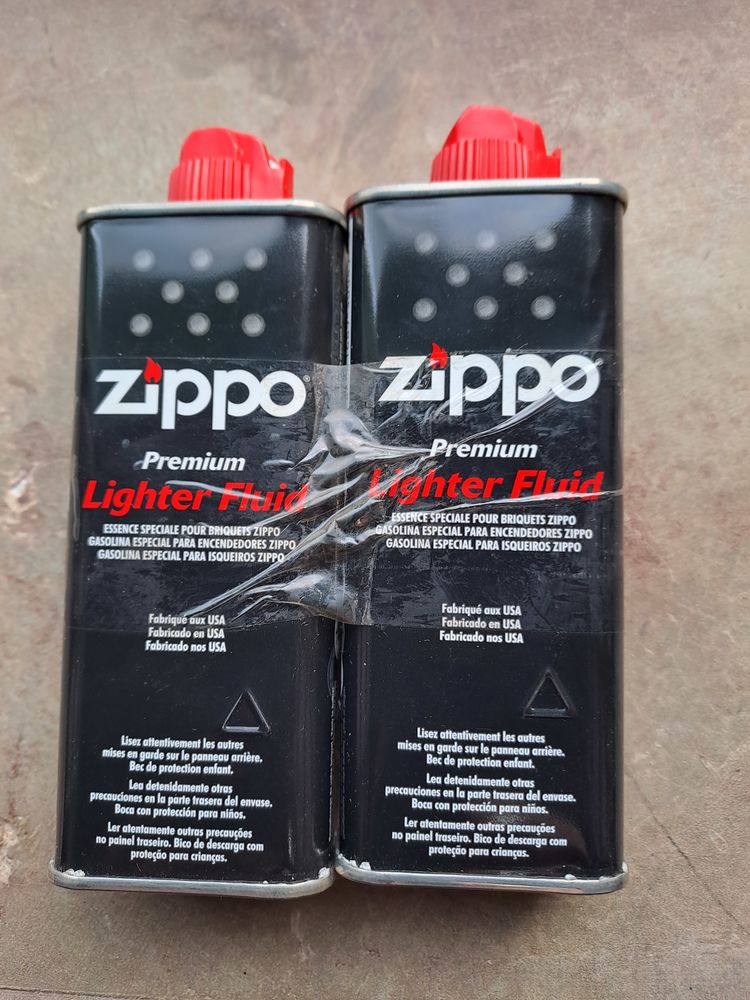 zippo
Premium
Lighter Fluid
ESSENCE SPECIALE POUR BRIQUETS ZIPPO
GASOLINA ESPECIAL PARA ENCENDEDORES ZIPPO
GASOLINA ESPECIAL PARA ISQUEIROS ZIPPO
Fabriqué aux USA
Fabricado en USA
Fabricado nos USA
Lisez attentivement les autres
mises en garde sur le panneau arrière.
Bec de protection enfant.
Lea detenidamente otras
precauciones en la parte trasera del envase.
Boca con protección para niños.
Ler atentamente outras precauções
no painel traseiro. Bico de descarga com
proteção para crianças.
zippo
Premium
Lighter Fluid
ESSENCE SPECIALE POUR BRIQUETS ZIPPO
GASOLINA ESPECIAL PARA ENCENDEDORES ZIPPO
GASOLINA ESPECIAL PARA ISQUEIROS ZIPPO
Fabriqué aux USA
Fabricado en USA
Fabricado nos USA
Lisez attentivement les autres
mises en garde sur le panneau arrière.
Bec de protection enfant.
Lea detenidamente otras
precauciones en la parte trasera del envase.
Boca con protección para niños.
Ler atentamente outras precauções
no painel traseiro. Bico de descarga com
proteção para crianças.